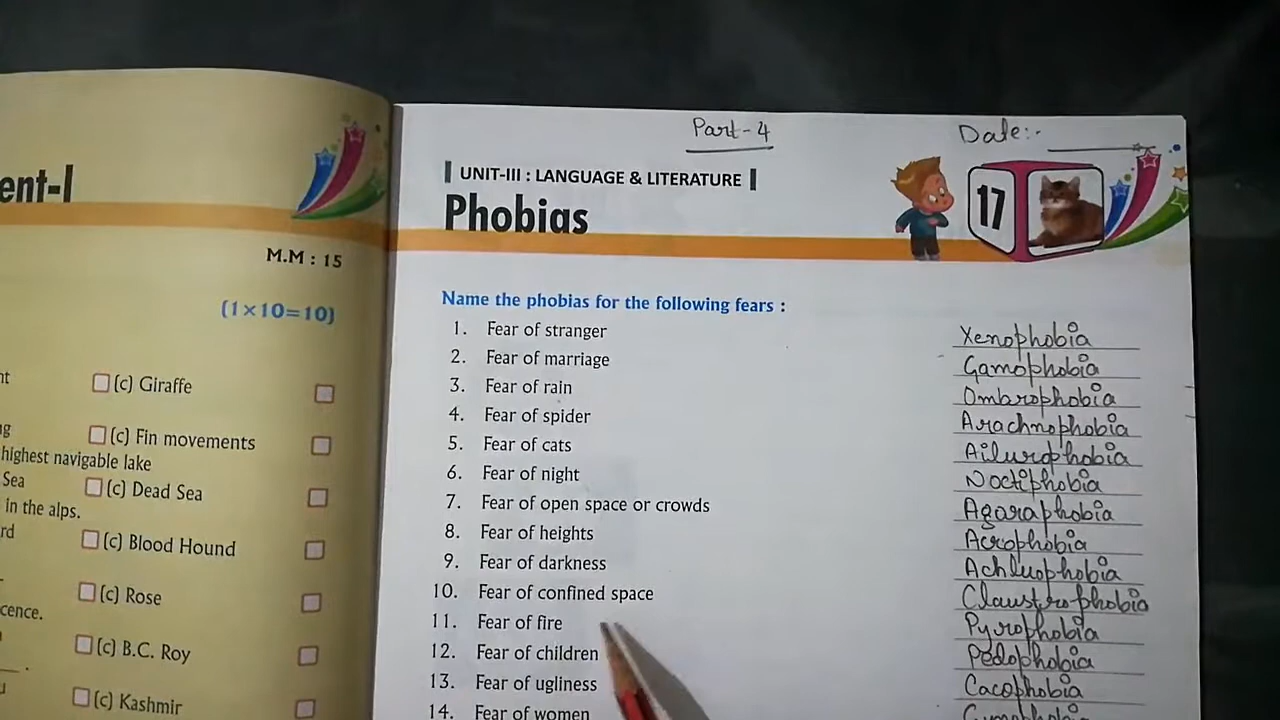 ent-I
M.M : 15
(1×10=10)
nt (c) Giraffe
ng (c) Fin movements
highest navigable lake
Sea (c) Dead Sea
in the alps.
rd (c) Blood Hound
(c) Rose
cence.
(c) B.C. Roy
(c) Kashmir
Part-4
Date:-
UNIT-III : LANGUAGE & LITERATURE
Phobias
17
Name the phobias for the following fears :
1. Fear of stranger Xenophobia
2. Fear of marriage Gamophobia
3. Fear of rain Ombrophobia
4. Fear of spider Arachnophobia
5. Fear of cats Ailurophobia
6. Fear of night Noctiphobia
7. Fear of open space or crowds Agaraphobia
8. Fear of heights Acrophobia
9. Fear of darkness Achluophobia
10. Fear of confined space Claustrophobia
11. Fear of fire Pyrophobia
12. Fear of children Pedophobia
13. Fear of ugliness Cacophobia
14. Fear of women